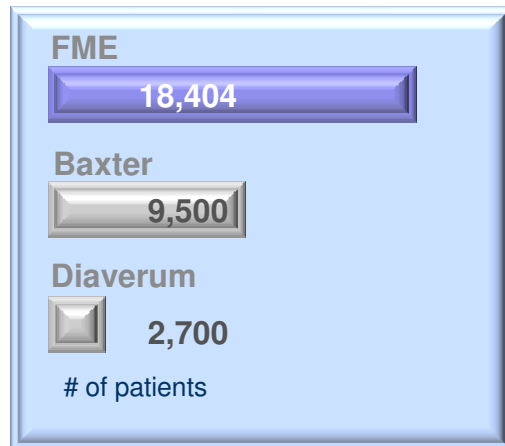 FME
18,404
Baxter
9,500
Diaverum
2,700
# of patients